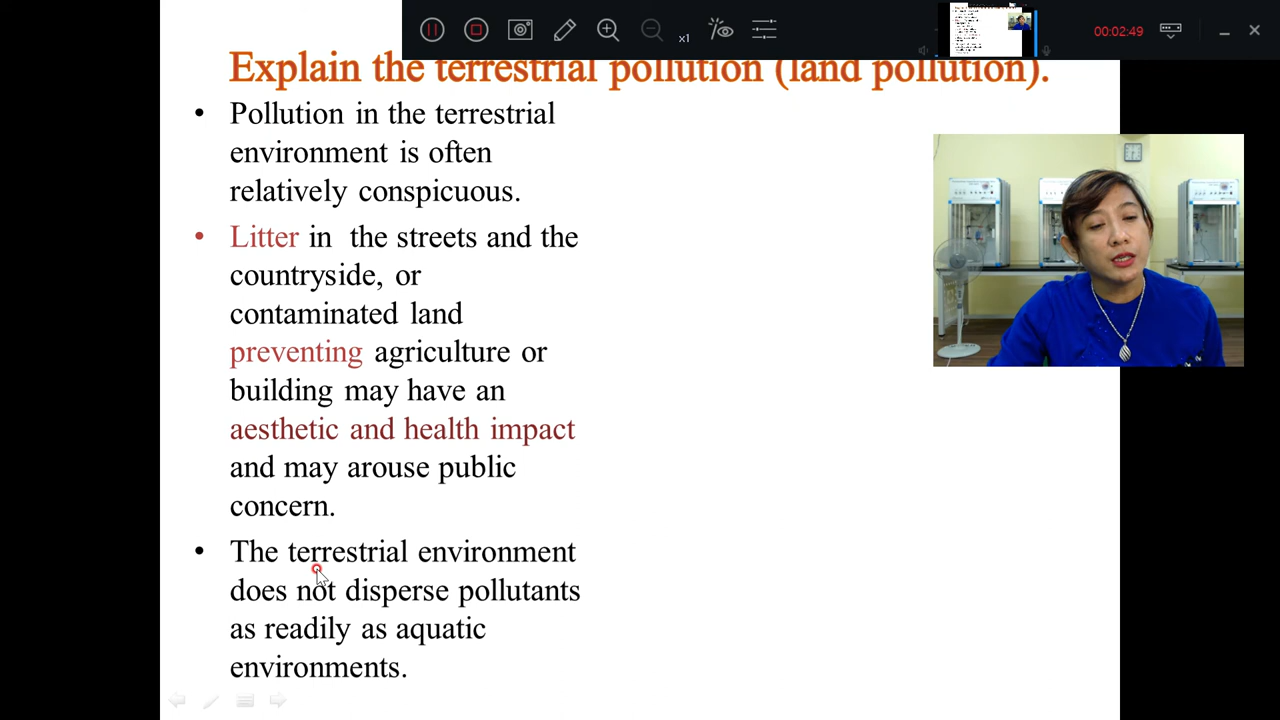 x1
00:02:49
Explain the terrestrial pollution (land pollution).
• Pollution in the terrestrial
environment is often
relatively conspicuous.
• Litter in the streets and the
countryside, or
contaminated land
preventing agriculture or
building may have an
aesthetic and health impact
and may arouse public
concern.
• The terrestrial environment
does not disperse pollutants
as readily as aquatic
environments.